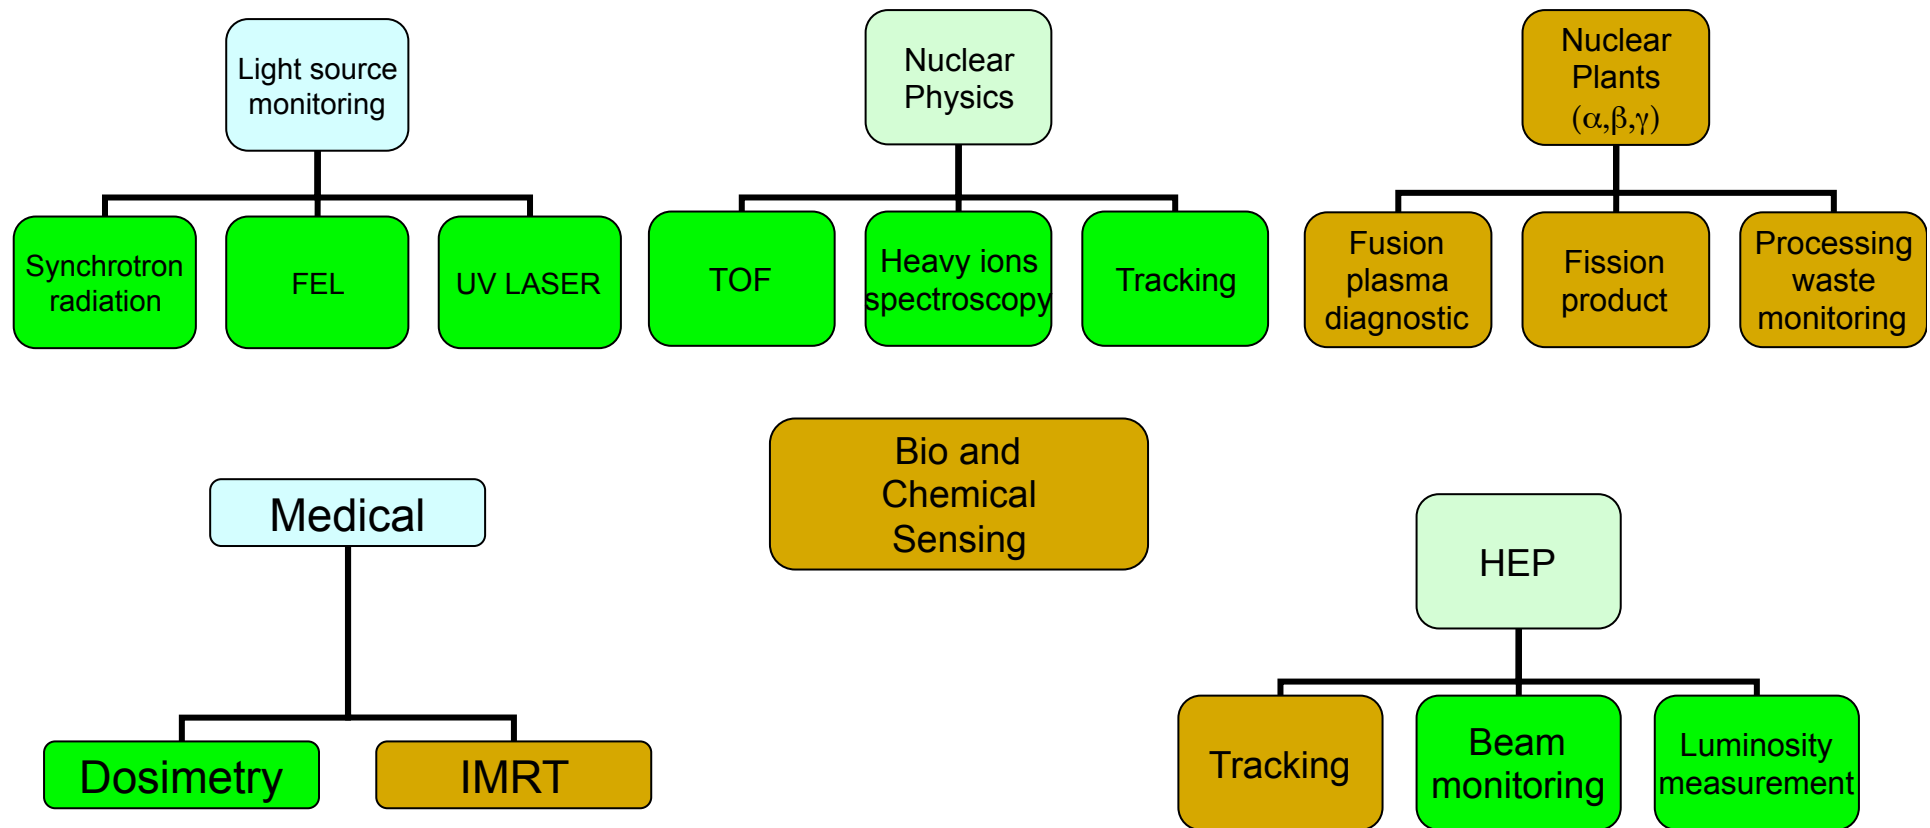 Light source
monitoring
Synchrotron
radiation
FEL
UV LASER
Nuclear
Physics
TOF
Heavy ions
spectroscopy
Tracking
Nuclear
Plants
(α,β,γ)
Fusion
plasma
diagnostic
Fission
product
Processing
waste
monitoring
Bio and
Chemical
Sensing
Medical
Dosimetry
IMRT
HEP
Tracking
Beam
monitoring
Luminosity
measurement